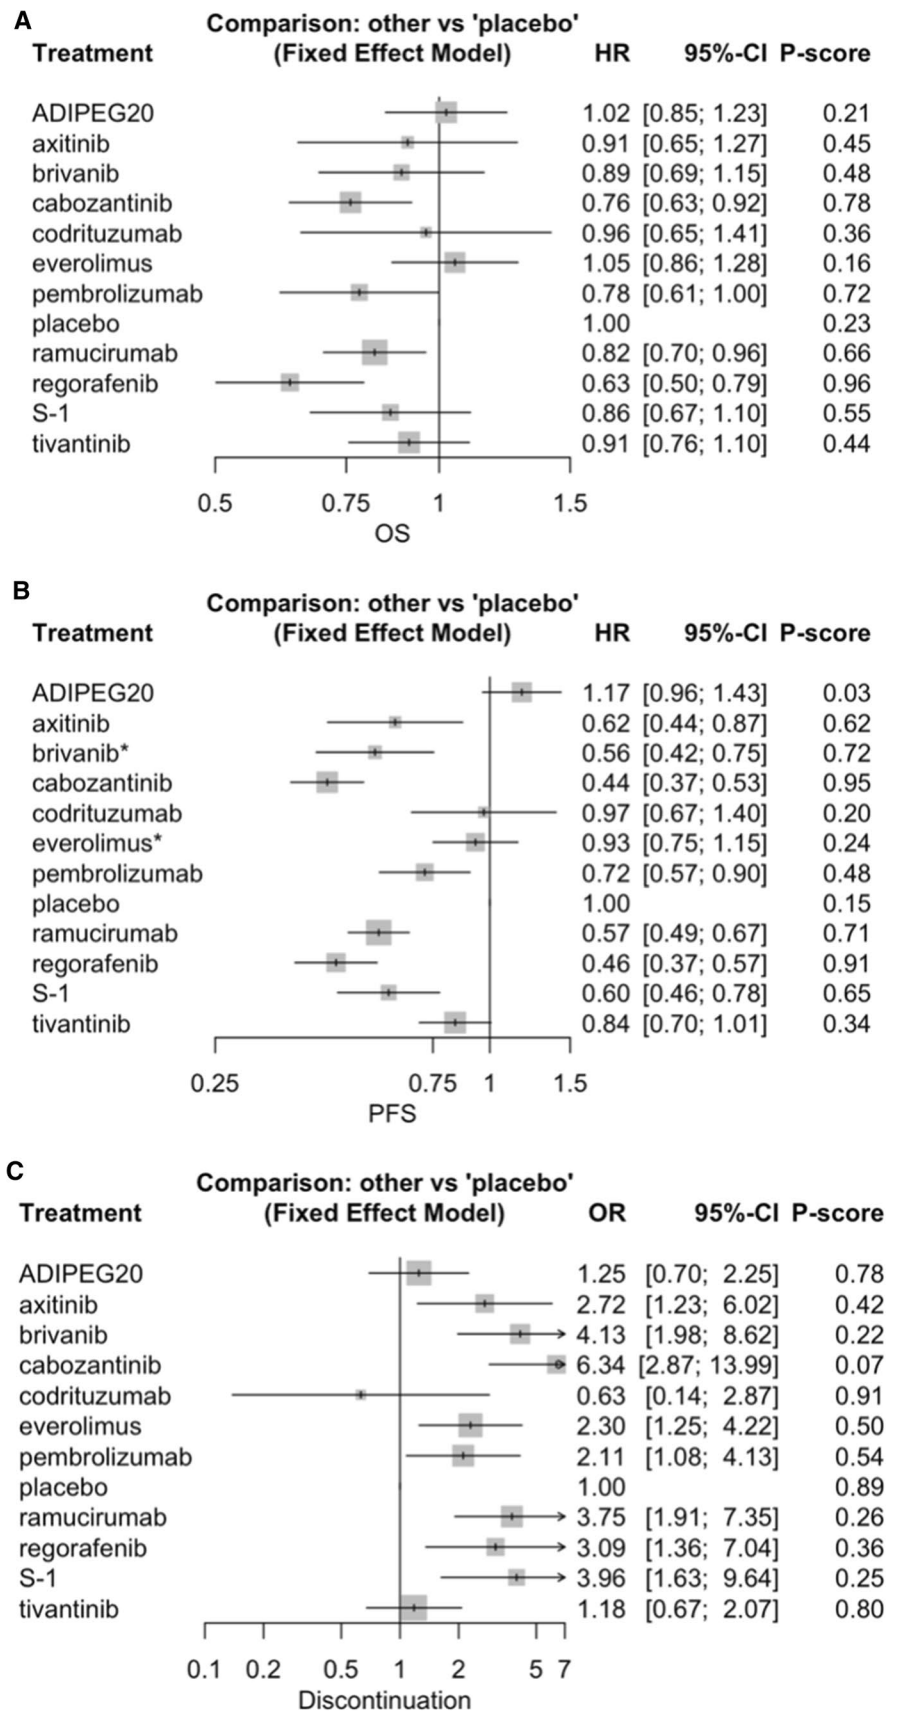 A
Comparison: other vs 'placebo'
Treatment (Fixed Effect Model) HR 95%-CI P-score
ADIPEG20 1.02 [0.85; 1.23] 0.21
axitinib 0.91 [0.65; 1.27] 0.45
brivanib 0.89 [0.69; 1.15] 0.48
cabozantinib 0.76 [0.63; 0.92] 0.78
codrituzumab 0.96 [0.65; 1.41] 0.36
everolimus 1.05 [0.86; 1.28] 0.16
pembrolizumab 0.78 [0.61; 1.00] 0.72
placebo 1.00 0.23
ramucirumab 0.82 [0.70; 0.96] 0.66
regorafenib 0.63 [0.50; 0.79] 0.96
S-1 0.86 [0.67; 1.10] 0.55
tivantinib 0.91 [0.76; 1.10] 0.44
0.5 0.75 1 1.5
OS
B
Comparison: other vs 'placebo'
Treatment (Fixed Effect Model) HR 95%-CI P-score
ADIPEG20 1.17 [0.96; 1.43] 0.03
axitinib 0.62 [0.44; 0.87] 0.62
brivanib* 0.56 [0.42; 0.75] 0.72
cabozantinib 0.44 [0.37; 0.53] 0.95
codrituzumab 0.97 [0.67; 1.40] 0.20
everolimus* 0.93 [0.75; 1.15] 0.24
pembrolizumab 0.72 [0.57; 0.90] 0.48
placebo 1.00 0.15
ramucirumab 0.57 [0.49; 0.67] 0.71
regorafenib 0.46 [0.37; 0.57] 0.91
S-1 0.60 [0.46; 0.78] 0.65
tivantinib 0.84 [0.70; 1.01] 0.34
0.25 0.75 1 1.5
PFS
C
Comparison: other vs 'placebo'
Treatment (Fixed Effect Model) OR 95%-CI P-score
ADIPEG20 1.25 [0.70; 2.25] 0.78
axitinib 2.72 [1.23; 6.02] 0.42
brivanib 4.13 [1.98; 8.62] 0.22
cabozantinib 6.34 [2.87; 13.99] 0.07
codrituzumab 0.63 [0.14; 2.87] 0.91
everolimus 2.30 [1.25; 4.22] 0.50
pembrolizumab 2.11 [1.08; 4.13] 0.54
placebo 1.00 0.89
ramucirumab 3.75 [1.91; 7.35] 0.26
regorafenib 3.09 [1.36; 7.04] 0.36
S-1 3.96 [1.63; 9.64] 0.25
tivantinib 1.18 [0.67; 2.07] 0.80
0.1 0.2 0.5 1 2 5 7
Discontinuation